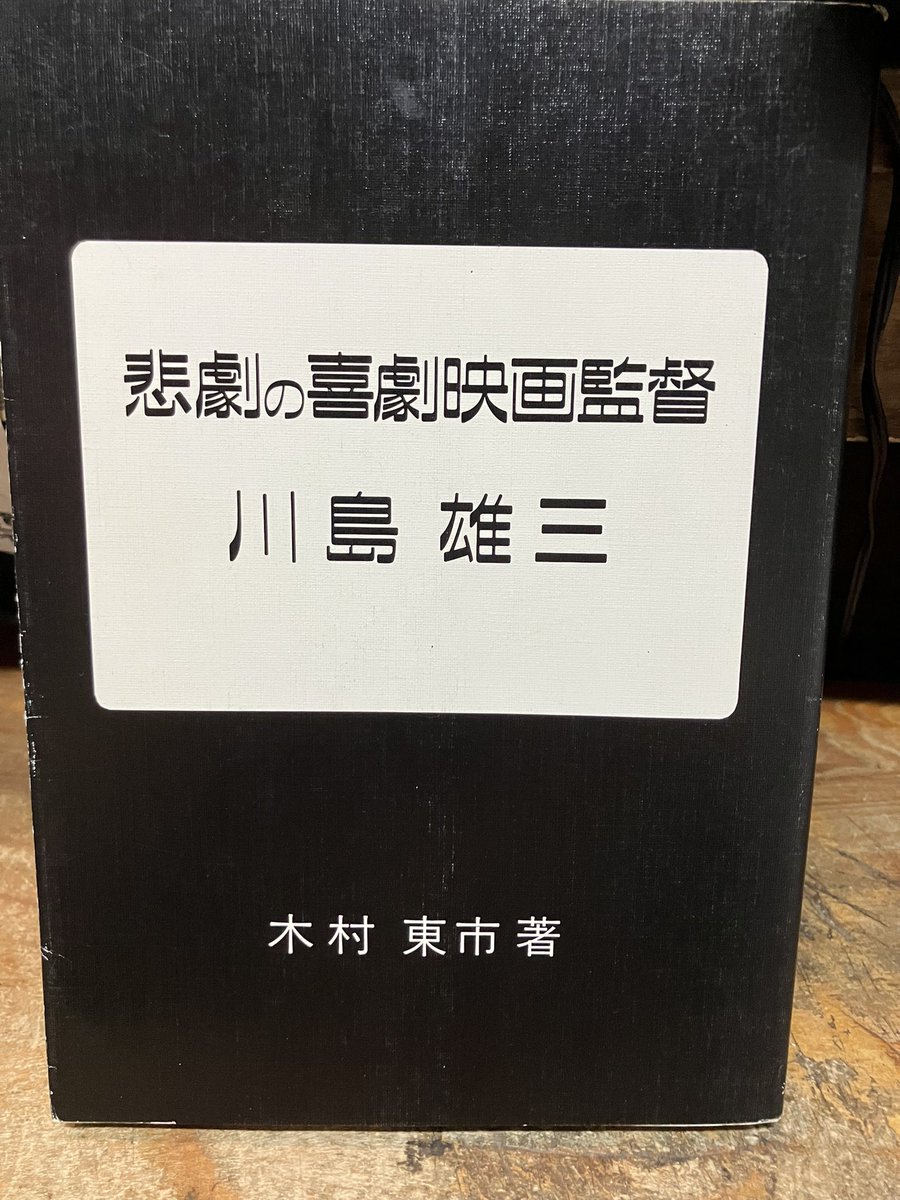 悲劇の喜劇映画監督
川島 雄三
木村 東市 著